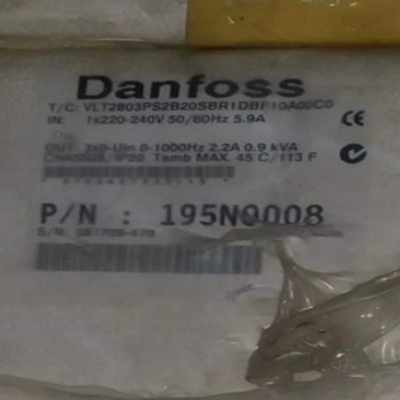 Danfoss
T/C: VLT2803PS2B20SBR1DBF10A00C0
IN: 1x220-240V 50/60Hz 5.9A
CE
OUT: 3x0-Uin 0-1000Hz 2.2A 0.9 kVA
CHASSIS/IP20 Tamb MAX. 45 C/113 F
P/N : 195N0008
S/N: